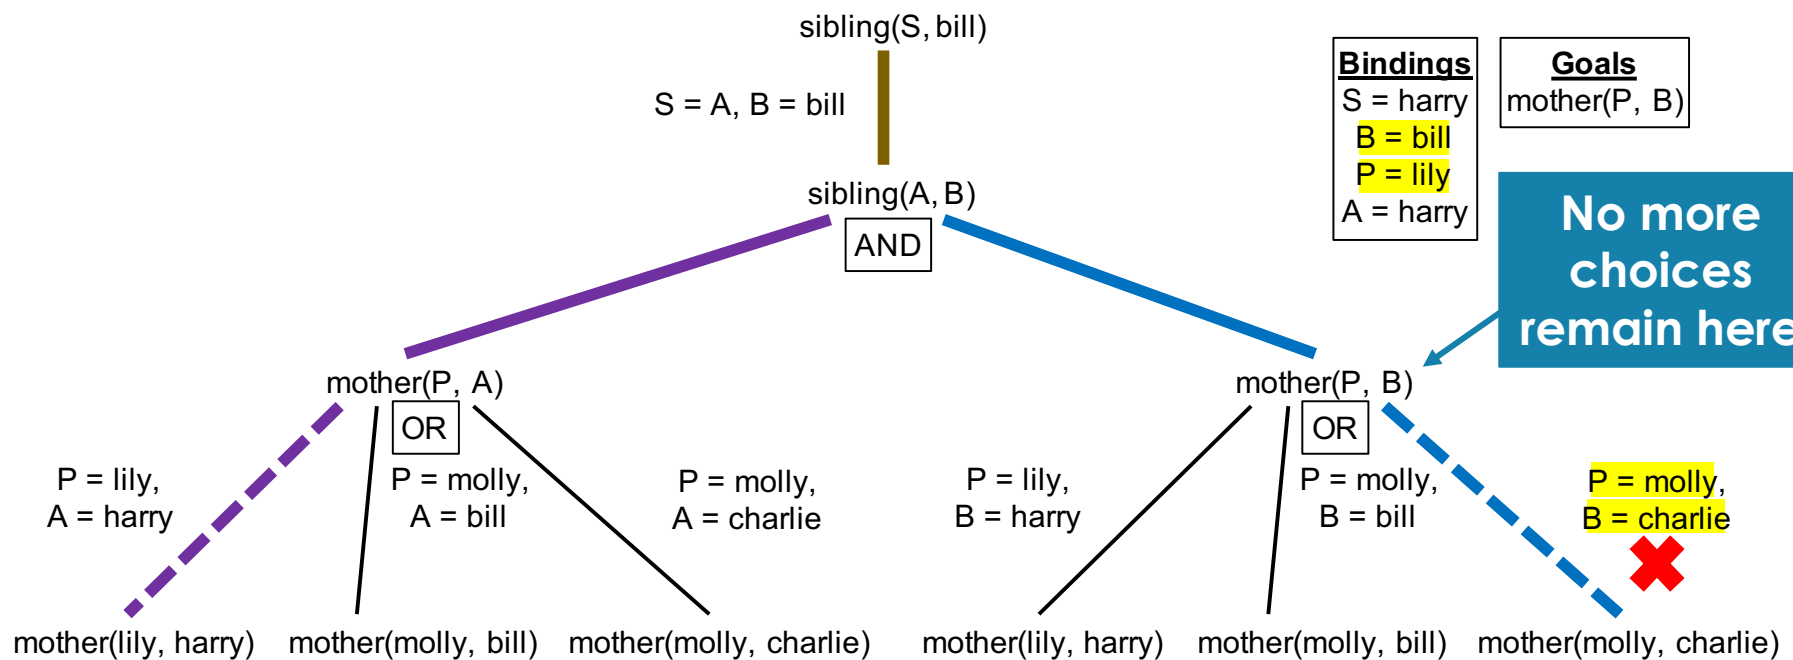 sibling(S, bill)
S = A, B = bill
sibling(A, B)
AND
Bindings
S = harry
B = bill
P = lily
A = harry
Goals
mother(P, B)
No more
choices
remain here
mother(P, A)
OR
mother(P, B)
OR
P = lily,
A = harry
P = molly,
A = bill
P = molly,
A = charlie
P = lily,
B = harry
P = molly,
B = bill
P = molly,
B = charlie
mother(lily, harry)
mother(molly, bill)
mother(molly, charlie)
mother(lily, harry)
mother(molly, bill)
mother(molly, charlie)